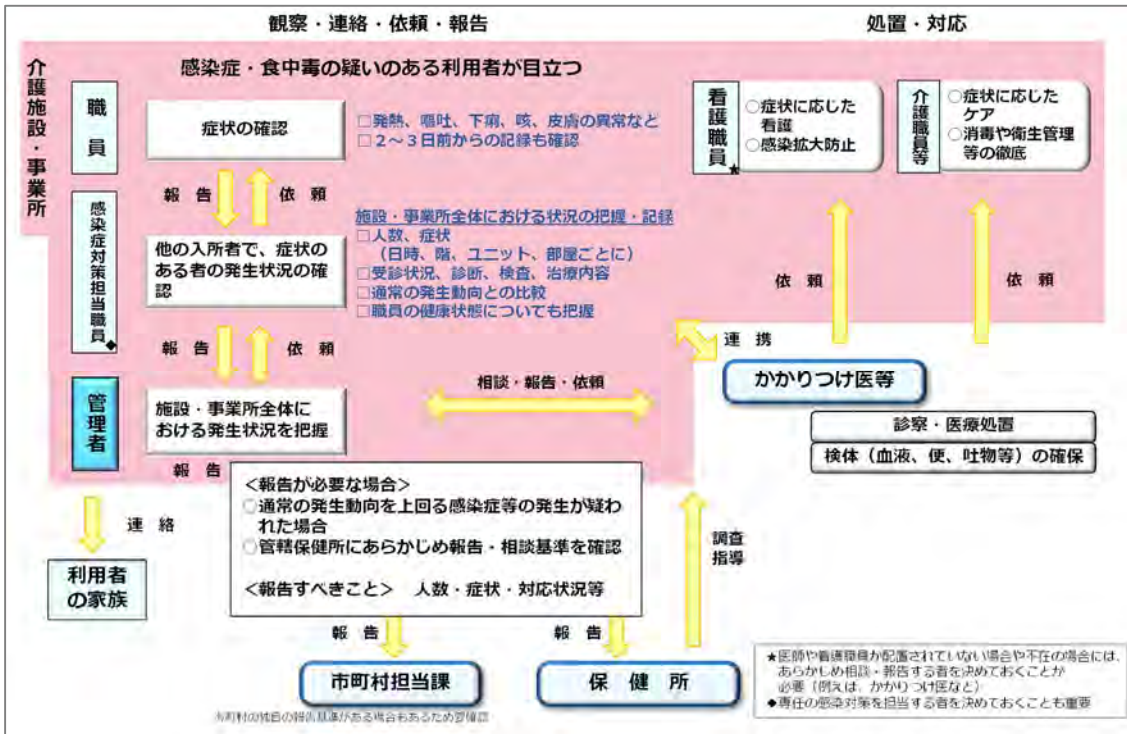 観察・連絡・依頼・報告
処置・対応
介護施設・事業所
感染症・食中毒の疑いのある利用者が目立つ
職員
症状の確認
□発熱、嘔吐、下痢、咳、皮膚の異常など
□２～３日前からの記録も確認
看護職員★
○症状に応じた
看護
○感染拡大防止
介護職員等
○症状に応じた
ケア
○消毒や衛生管理
等の徹底
報告
依頼
感染症対策担当職員◆
他の入所者で、症状の
ある者の発生状況の確
認
施設・事業所全体における状況の把握・記録
□人数、症状
（日時、階、ユニット、部屋ごとに）
□受診状況、診断、検査、治療内容
□通常の発生動向との比較
□職員の健康状態についても把握
依頼
依頼
報告
依頼
連携
かかりつけ医等
管理者
施設・事業所全体に
おける発生状況を把握
相談・報告・依頼
診察・医療処置
検体（血液、便、吐物等）の確保
報告
＜報告が必要な場合＞
○通常の発生動向を上回る感染症等の発生が疑
われた場合
○管轄保健所にあらかじめ報告・相談基準を確認
＜報告すべきこと＞　人数・症状・対応状況等
連絡
利用者
の家族
調査
指導
報告
報告
市町村担当課
保健所
市町村の独自の報告基準がある場合もあるため要確認
★医師や看護職員が配置されていない場合や不在の場合には、
あらかじめ相談・報告する者を決めておくことが
必要（例えば、かかりつけ医など）
◆専任の感染対策を担当する者を決めておくことも重要